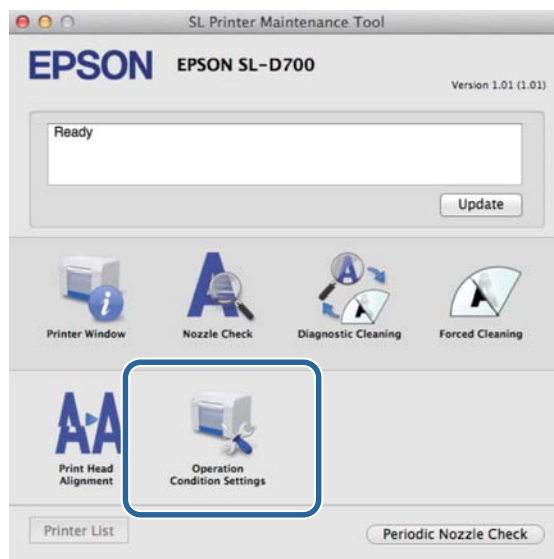 SL Printer Maintenance Tool
EPSON EPSON SL-D700
Version 1.01 (1.01)
Ready
Update
Printer Window Nozzle Check Diagnostic Cleaning Forced Cleaning
Print Head
Alignment
Operation
Condition Settings
Printer List Periodic Nozzle Check